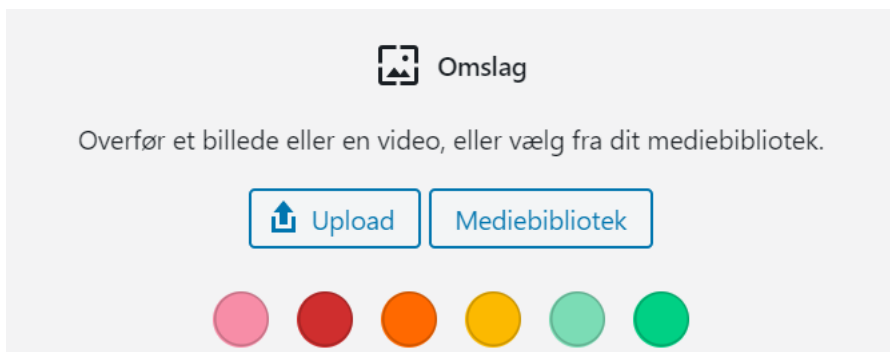 Omslag
Overfør et billede eller en video, eller vælg fra dit mediebibliotek.
Upload Mediebibliotek